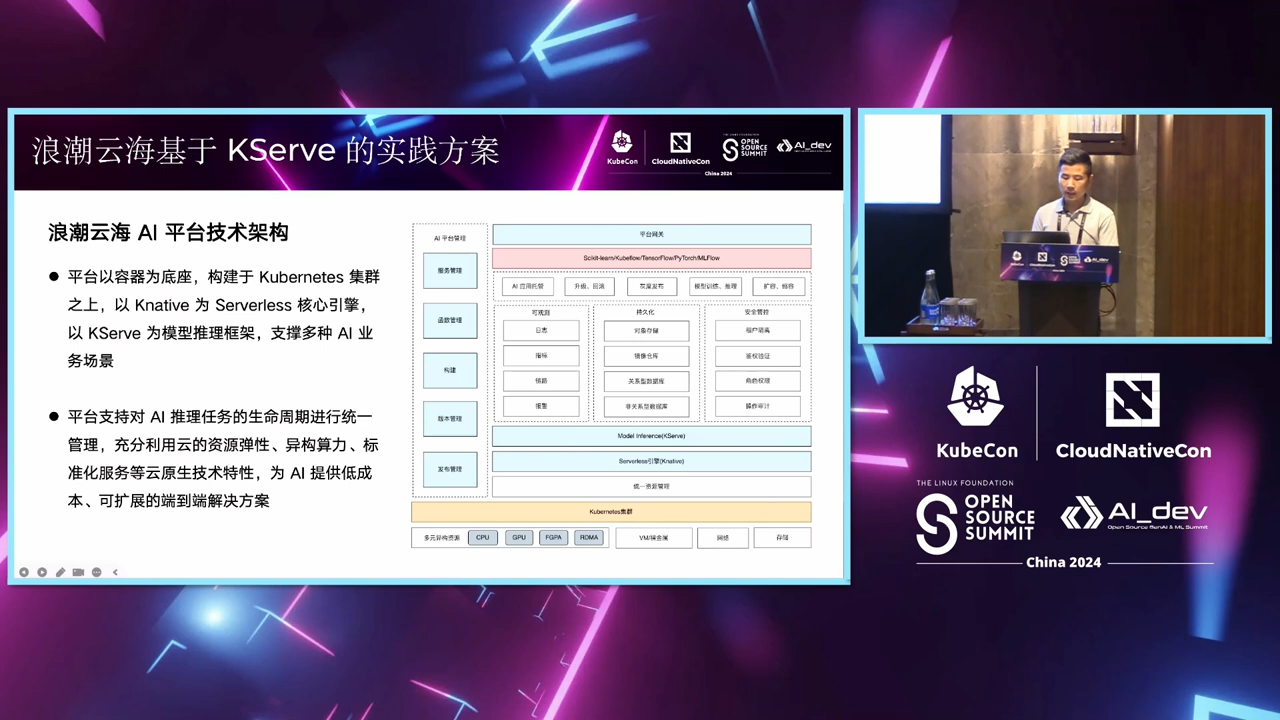 浪潮云海基于 KServe 的实践方案
KubeCon
CloudNativeCon
THE LINUX FOUNDATION
OPEN SOURCE SUMMIT
AI_dev
China 2024
浪潮云海 AI 平台技术架构
● 平台以容器为底座，构建于 Kubernetes 集群
之上，以 Knative 为 Serverless 核心引擎，
以 KServe 为模型推理框架，支撑多种 AI 业
务场景
● 平台支持对 AI 推理任务的生命周期进行统一
管理，充分利用云的资源弹性、异构算力、标
准化服务等云原生技术特性，为 AI 提供低成
本、可扩展的端到端解决方案
AI 平台管理
服务管理
函数管理
构建
版本管理
发布管理
平台网关
Scikit-learn/Kubeflow/TensorFlow/PyTorch/MLFlow
AI 应用托管
升级、回滚
灰度发布
模型训练、推理
扩容、缩容
可观测
日志
指标
链路
报警
持久化
对象存储
镜像仓库
关系型数据库
非关系型数据库
安全管控
租户隔离
鉴权验证
角色权限
操作审计
Model Inference(KServe)
Serverless引擎(Knative)
统一资源管理
Kubernetes集群
多元异构资源
CPU
GPU
FGPA
RDMA
VM/裸金属
网络
存储
KubeCon
CloudNativeCon
THE LINUX FOUNDATION
OPEN
SOURCE
SUMMIT
AI_dev
Open Source GenAI & ML Summit
China 2024